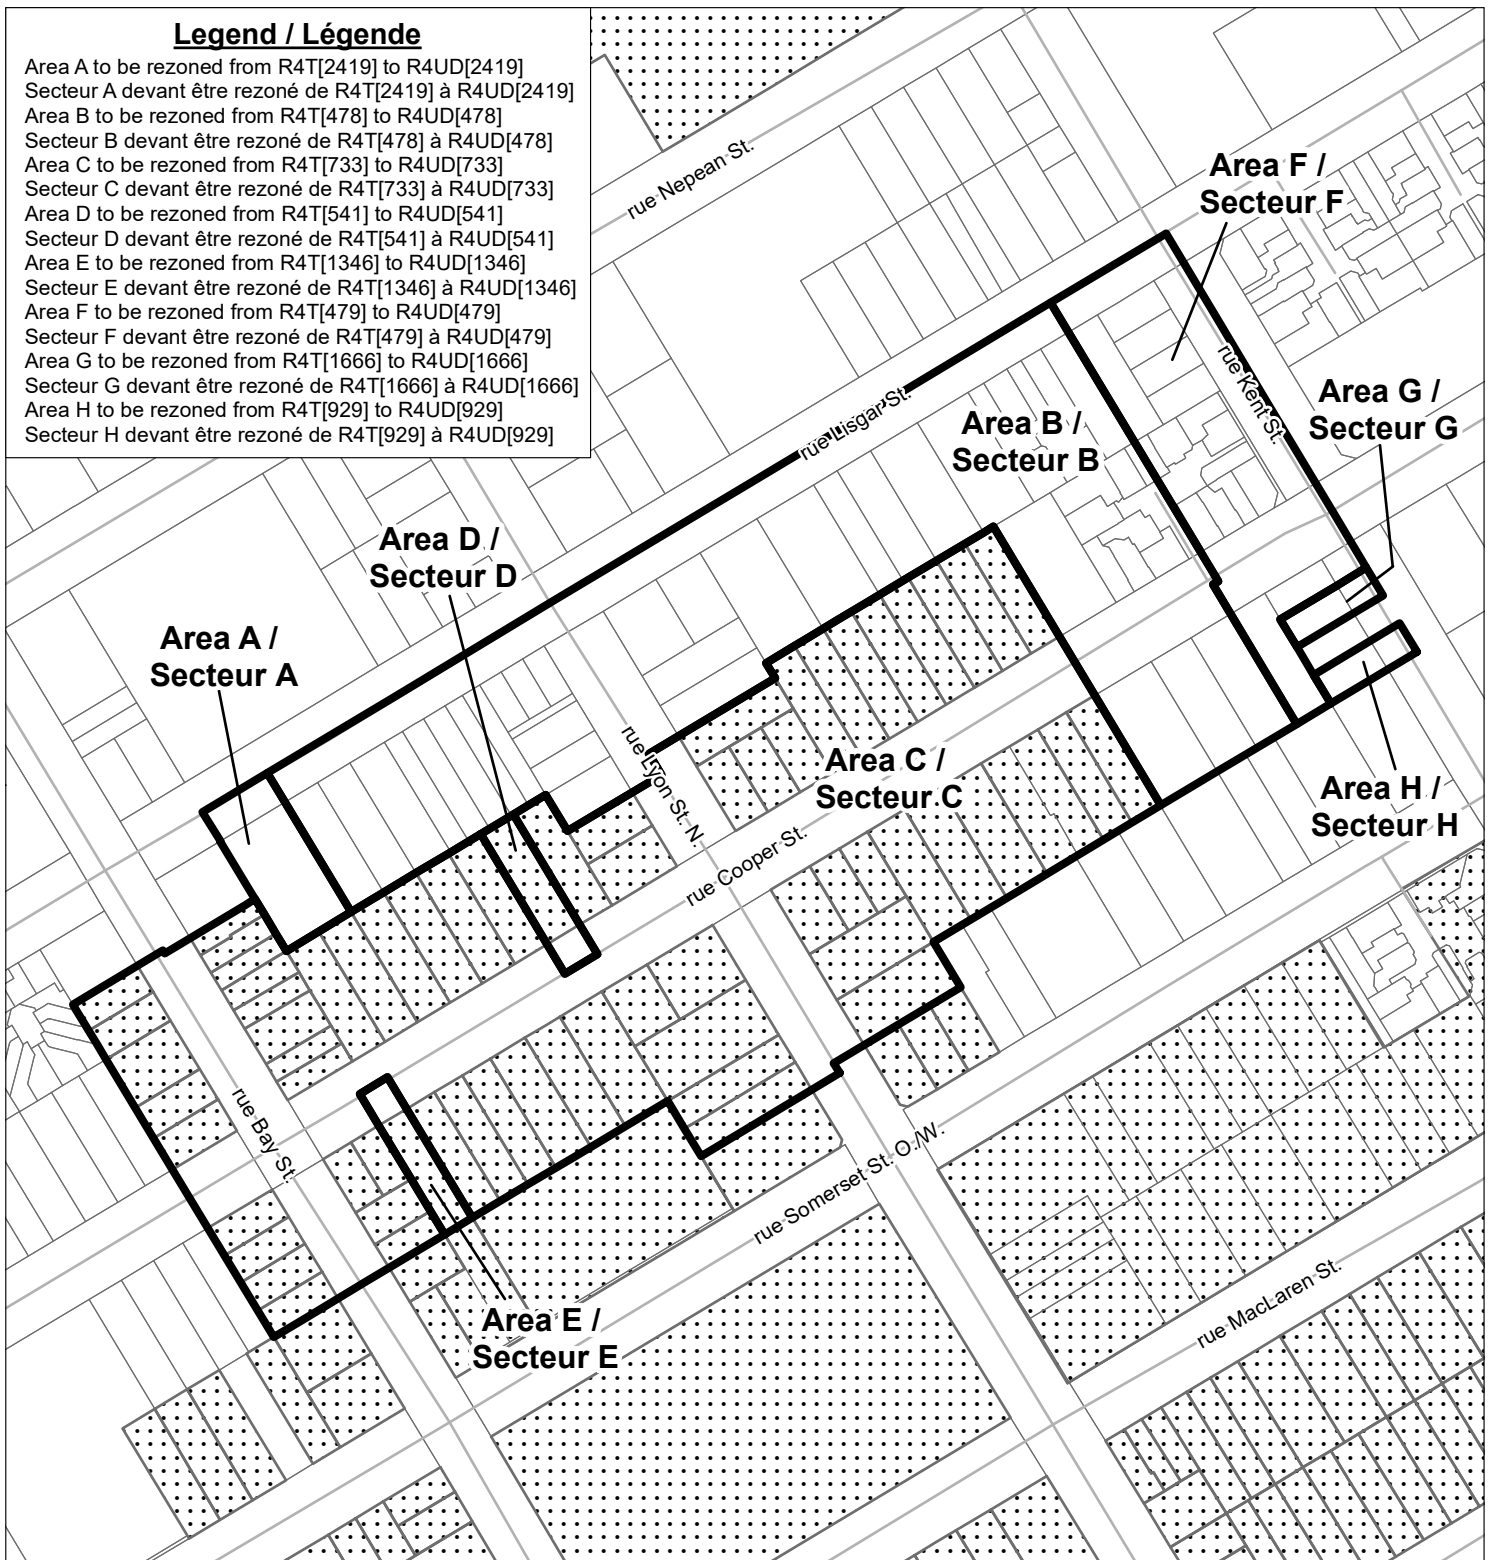 Legend / Légende
Area A to be rezoned from R4T[2419] to R4UD[2419]
Secteur A devant être rezoné de R4T[2419] à R4UD[2419]
Area B to be rezoned from R4T[478] to R4UD[478]
Secteur B devant être rezoné de R4T[478] à R4UD[478]
Area C to be rezoned from R4T[733] to R4UD[733]
Secteur C devant être rezoné de R4T[733] à R4UD[733]
Area D to be rezoned from R4T[541] to R4UD[541]
Secteur D devant être rezoné de R4T[541] à R4UD[541]
Area E to be rezoned from R4T[1346] to R4UD[1346]
Secteur E devant être rezoné de R4T[1346] à R4UD[1346]
Area F to be rezoned from R4T[479] to R4UD[479]
Secteur F devant être rezoné de R4T[479] à R4UD[479]
Area G to be rezoned from R4T[1666] to R4UD[1666]
Secteur G devant être rezoné de R4T[1666] à R4UD[1666]
Area H to be rezoned from R4T[929] to R4UD[929]
Secteur H devant être rezoné de R4T[929] à R4UD[929]
rue Nepean St.
Area F /
Secteur F
rue Kent St.
Area G /
Secteur G
rue Lisgar St.
Area B /
Secteur B
Area D /
Secteur D
Area A /
Secteur A
rue Lyon St. N.
Area C /
Secteur C
rue Cooper St.
Area H /
Secteur H
rue Bay St.
rue Somerset St. O./W.
Area E /
Secteur E
rue MacLaren St.